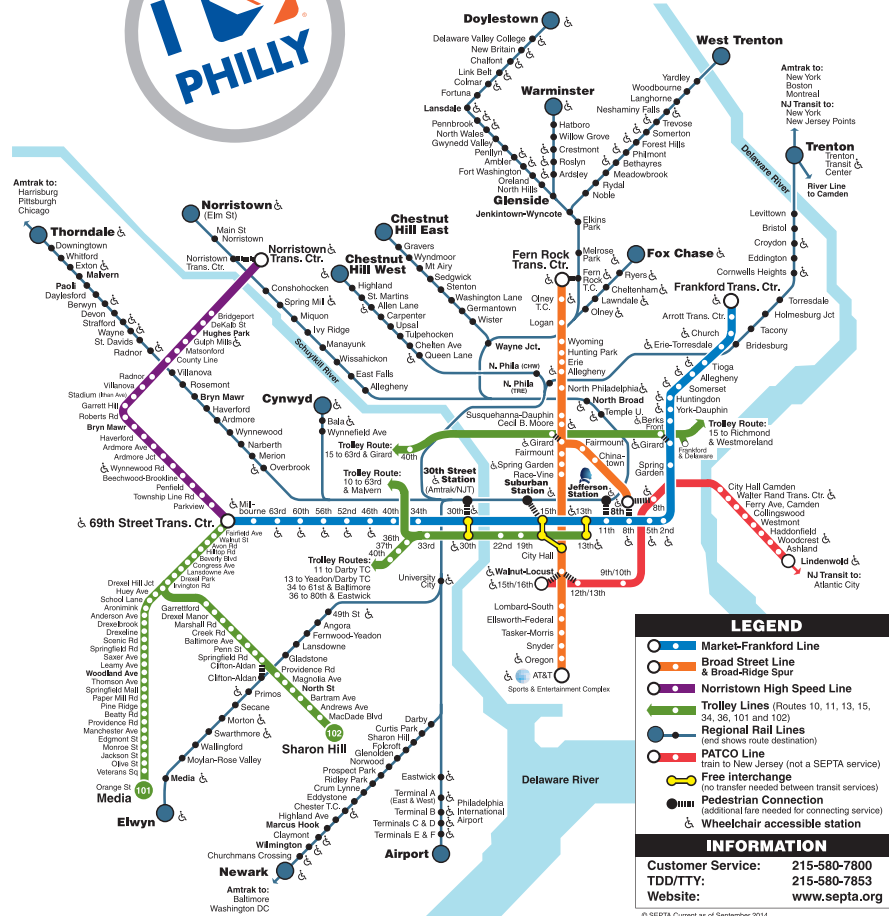 PHILLY
Doylestown
Delaware Valley College
New Britain
Chalfont
Link Belt
Colmar
Fortuna
Lansdale
Pennbrook
North Wales
Gwynedd Valley
Penllyn
Ambler
Fort Washington
Oreland
North Hills
Warminster
Hatboro
Willow Grove
Crestmont
Roslyn
Ardsley
Glenside
Jenkintown-Wyncote
West Trenton
Yardley
Woodbourne
Langhorne
Neshaminy Falls
Trevose
Somerton
Forest Hills
Philmont
Bethayres
Meadowbrook
Rydal
Noble
Elkins
Park
Melrose
Park
Fern
Rock
T.C.
Amtrak to:
New York
Boston
Montreal
NJ Transit to:
New York
New Jersey Points
Trenton
Trenton
Transit
Center
River Line
to Camden
Delaware River
Levittown
Bristol
Croydon
Eddington
Cornwells Heights
Torresdale
Holmesburg Jct
Tacony
Bridesburg
Amtrak to:
Harrisburg
Pittsburgh
Chicago
Thorndale
Downingtown
Whitford
Exton
Malvern
Paoli
Daylesford
Berwyn
Devon
Strafford
Wayne
St. Davids
Radnor
Villanova
Rosemont
Bryn Mawr
Haverford
Ardmore
Wynnewood
Narberth
Merion
Overbrook
Norristown
(Elm St)
Main St
Norristown
Norristown
Trans. Ctr.
Norristown
Trans. Ctr.
Conshohocken
Spring Mill
Miquon
Ivy Ridge
Manayunk
Wissahickon
East Falls
Allegheny
Schuylkill River
Chestnut
Hill East
Gravers
Wyndmoor
Mt Airy
Sedgwick
Stenton
Washington Lane
Germantown
Wister
Wayne Jct.
Chestnut
Hill West
Highland
St. Martins
Allen Lane
Carpenter
Upsal
Tulpehocken
Chelten Ave
Queen Lane
N. Phila (CHW)
N. Phila
(TRE)
Fern Rock
Trans. Ctr.
Olney
T.C.
Logan
Wyoming
Hunting Park
Erie
Allegheny
North Philadelphia
North Broad
Temple U.
Susquehanna-Dauphin
Cecil B. Moore
Girard
Fairmount
Spring Garden
Race-Vine
Fox Chase
Ryers
Cheltenham
Lawndale
Olney
Frankford Trans. Ctr.
Arrott Trans. Ctr.
Church
Erie-Torresdale
Tioga
Allegheny
Somerset
Huntington
York-Dauphin
Berks
Front
Girard
Spring
Garden
Trolley Route:
15 to Richmond
& Westmoreland
Frankford
& Delaware
Fairmount
China-
town
Bridgeport
DeKalb St
Hughes Park
Gulph Mills
Matsonford
County Line
Radnor
Villanova
Stadium (Ithan Ave)
Garrett Hill
Roberts Rd
Bryn Mawr
Haverford
Ardmore Ave
Ardmore Jct
Wynnewood Rd
Beechwood-Brookline
Penfield
Township Line Rd
Parkview
Cynwyd
Bala
Wynnefield Ave
Trolley Route:
15 to 63rd & Girard
40th
Trolley Route:
10 to 63rd
& Malvern
30th Street
Station
(Amtrak/NJT)
Suburban
Station
Jefferson
Station
69th Street Trans. Ctr.
Mil-
bourne
63rd
60th
56th
52nd
46th
40th
34th
30th
15th
13th
11th
8th
8th
5th
2nd
8th
36th
37th
40th
33rd
30th
22nd
19th
City Hall
13th
City Hall, Camden
Walter Rand Trans. Ctr.
Ferry Ave, Camden
Collingswood
Westmont
Haddonfield
Woodcrest
Ashland
Lindenwold
NJ Transit to:
Atlantic City
Walnut-Locust
15/16th
12th/13th
9th/10th
Lombard-South
Ellsworth-Federal
Tasker-Morris
Snyder
Oregon
AT&T
Sports & Entertainment Complex
Trolley Routes:
11 to Darby TC
13 to Yeadon/Darby TC
34 to 61st & Baltimore
36 to 80th & Eastwick
University
City
Fairfield Ave
Walnut St
Avon Rd
Hilltop Rd
Beverly Blvd
Congress Ave
Lansdowne Ave
Drexel Park
Irvington Rd
Drexel Hill Jct
Huey Ave
School Lane
Aronimink
Anderson Ave
Drexelbrook
Drexeline
Scenic Rd
Springfield Rd
Saxer Ave
Leamy Ave
Woodland Ave
Thomson Ave
Springfield Mall
Paper Mill Rd
Pine Ridge
Beatty Rd
Providence Rd
Manchester Ave
Edgmont St
Monroe St
Jackson St
Olive St
Veterans Sq
Orange St
101
Media
Garrettford
Drexel Manor
Marshall Rd
Creek Rd
Baltimore Ave
Penn St
Springfield Rd
Clifton-Aldan
Providence Rd
Magnolia Ave
North St
Bartram Ave
Andrews Ave
MacDade Blvd
102
Sharon Hill
49th St
Angora
Fernwood-Yeadon
Lansdowne
Gladstone
Clifton-Aldan
Primos
Secane
Morton
Swarthmore
Wallingford
Moylan-Rose Valley
Media
Elwyn
Darby
Curtis Park
Sharon Hill
Folcroft
Glenolden
Norwood
Prospect Park
Ridley Park
Crum Lynne
Eddystone
Chester T.C.
Highland Ave
Marcus Hook
Claymont
Wilmington
Churchmans Crossing
Newark
Amtrak to:
Baltimore
Washington DC
Eastwick
Terminal A
(East & West)
Terminal B
Terminals C & D
Terminals E & F
Philadelphia
International
Airport
Airport
Delaware River
LEGEND
Market-Frankford Line
Broad Street Line
& Broad-Ridge Spur
Norristown High Speed Line
Trolley Lines (Routes 10, 11, 13, 15,
34, 36, 101 and 102)
Regional Rail Lines
(end shows route destination)
PATCO Line
train to New Jersey (not a SEPTA service)
Free interchange
(no transfer needed between transit services)
Pedestrian Connection
(additional fare needed for connecting service)
Wheelchair accessible station
INFORMATION
Customer Service: 215-580-7800
TDD/TTY: 215-580-7853
Website: www.septa.org
© SEPTA Current as of September 2014